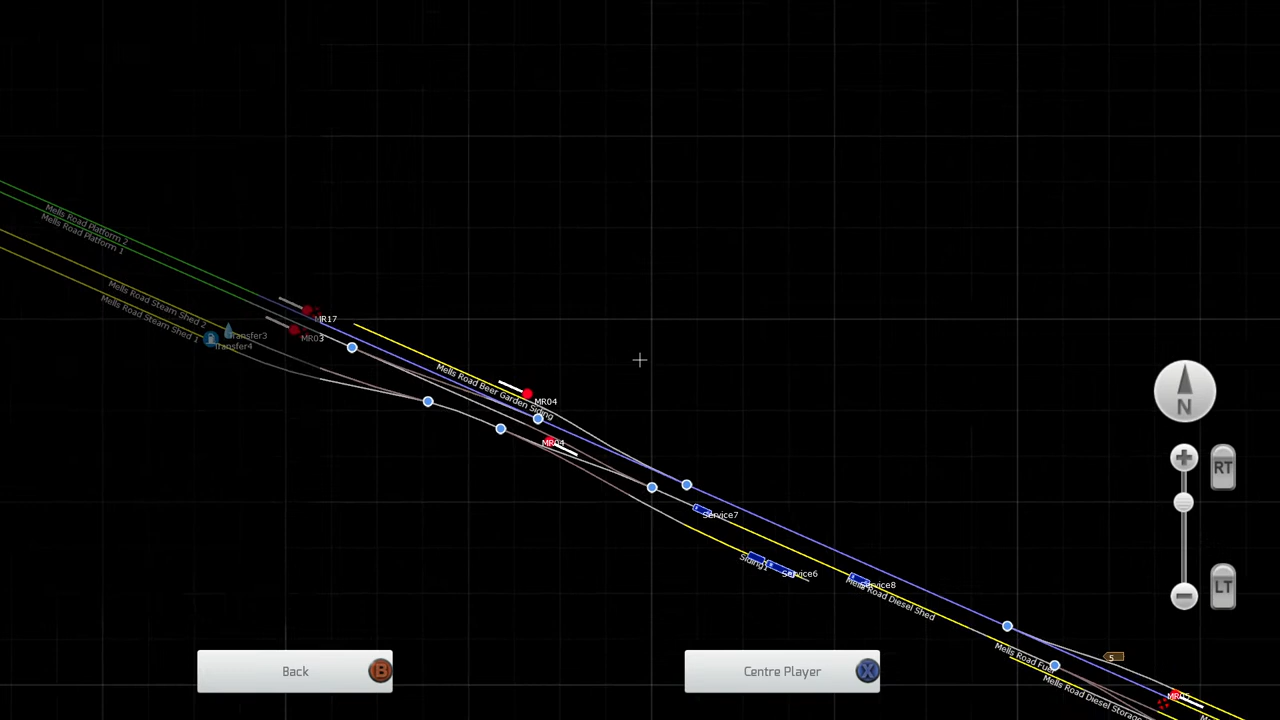 Mells Road Platform 2
Mells Road Platform 1
Mells Road Steam Shed 2
Mells Road Steam Shed 1
Transfer3
Transfer4
MR17
MR03
Mells Road Beer Garden Siding
MR04
MR04
Service7
Siding1
Service6
Service8
Mells Road Diesel Shed
N
RT
LT
Mells Road Fuel
S
Mells Road Diesel Storage
MR05
Back
B
Centre Player
X